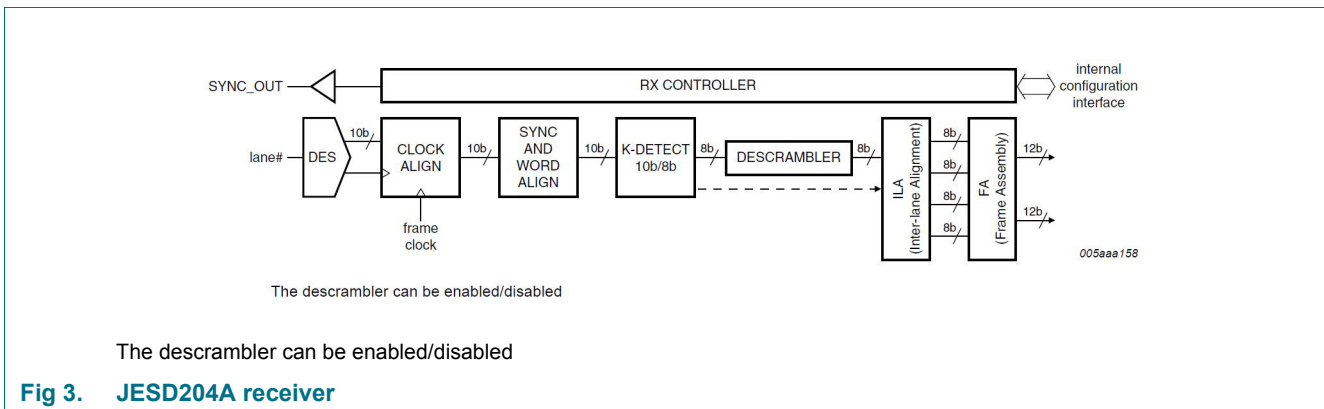 SYNC_OUT
RX CONTROLLER
internal
configuration
interface
lane#
DES
10b
CLOCK
ALIGN
frame
clock
10b
SYNC
AND
WORD
ALIGN
10b
K-DETECT
10b/8b
8b
DESCRAMBLER
8b
ILA
(Inter-lane Alignment)
8b
8b
8b
8b
FA
(Frame Assembly)
12b
12b
005aaa158
The descrambler can be enabled/disabled
The descrambler can be enabled/disabled
Fig 3. JESD204A receiver